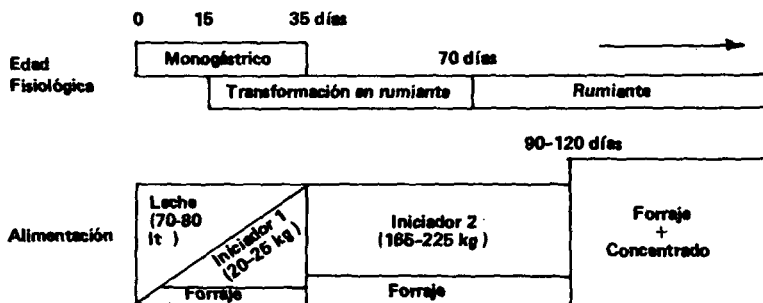 0 15 35 días
Edad
Fisiológica
Monogástrico
70 días
Transformación en rumiante
Rumiante
90-120 días
Alimentación
Leche
(70-80
lt )
Iniciador 1
(20-25 kg)
Forraje
Iniciador 2
(165-225 kg)
Forraje
Forraje
+
Concentrado